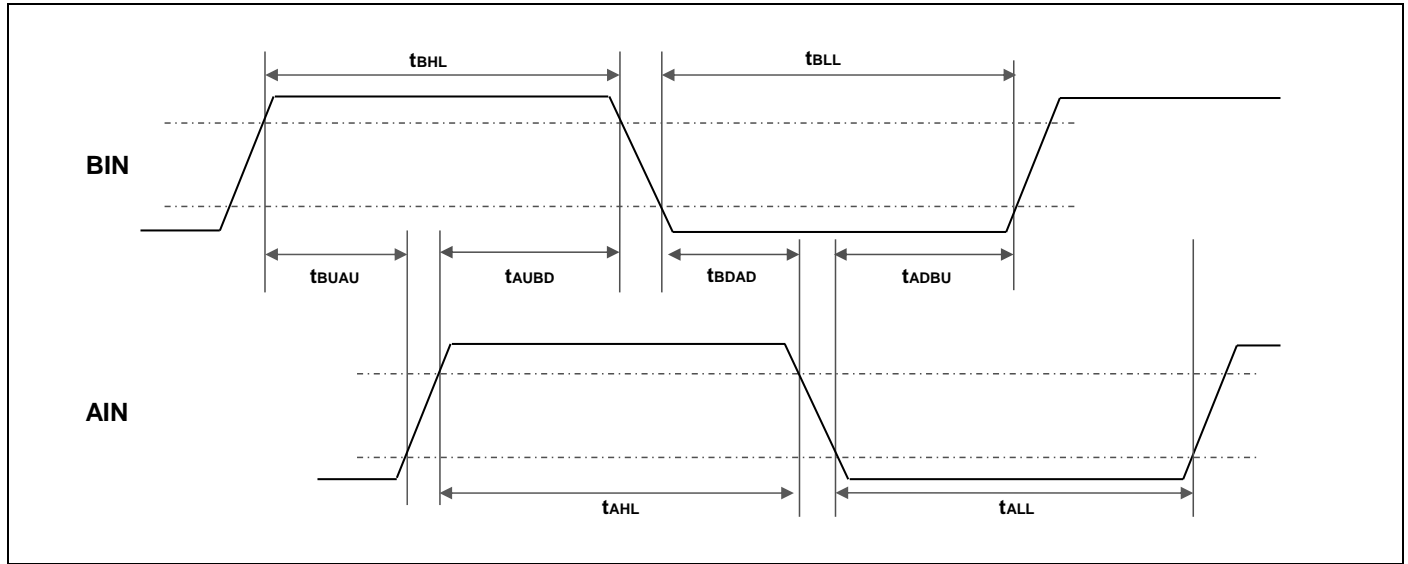 tBHL
tBLL
BIN
tBUAU
tAUBD
tBDAD
tADBU
AIN
tAHL
tALL